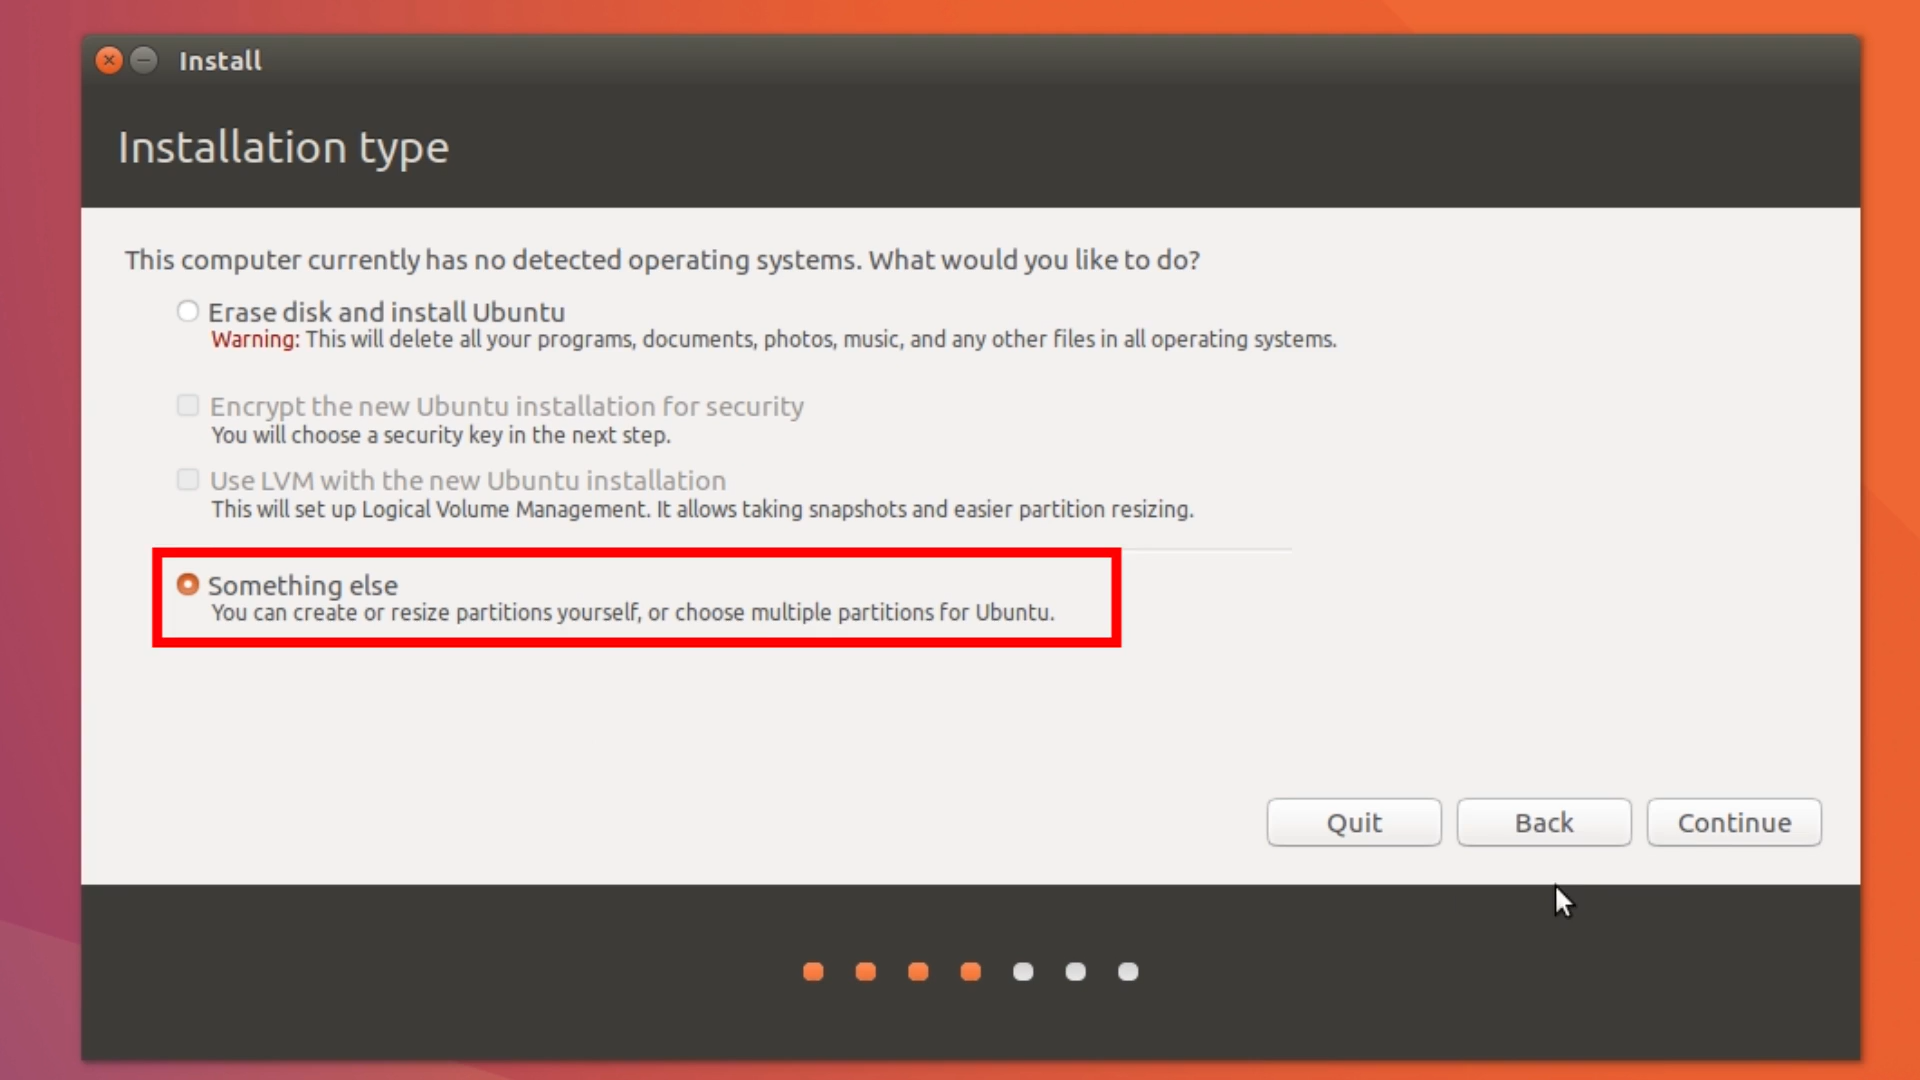 Install
Installation type
This computer currently has no detected operating systems. What would you like to do?
Erase disk and install Ubuntu
Warning: This will delete all your programs, documents, photos, music, and any other files in all operating systems.
Encrypt the new Ubuntu installation for security
You will choose a security key in the next step.
Use LVM with the new Ubuntu installation
This will set up Logical Volume Management. It allows taking snapshots and easier partition resizing.
Something else
You can create or resize partitions yourself, or choose multiple partitions for Ubuntu.
Quit Back Continue